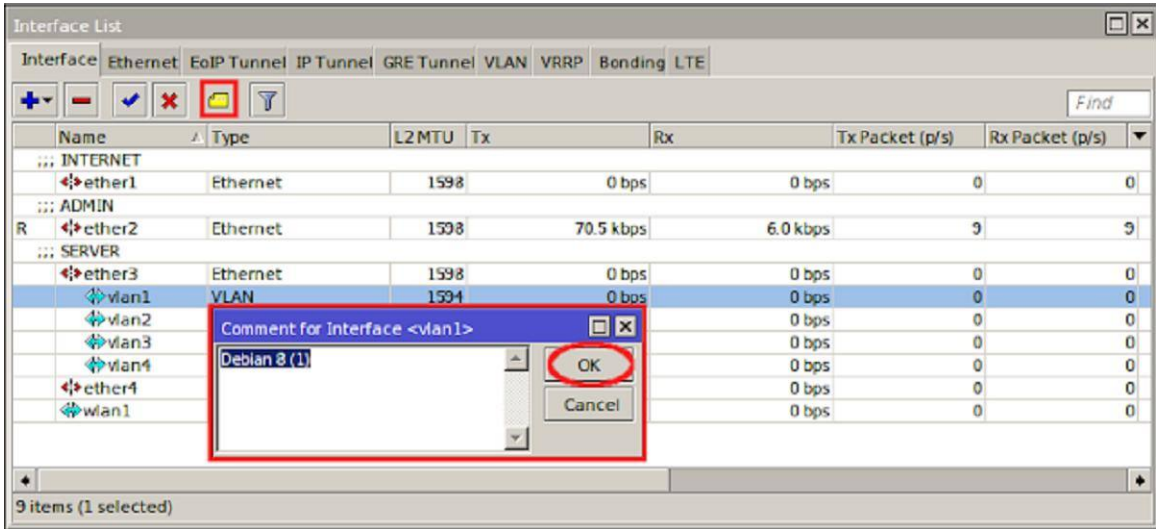 Interface List
Interface Ethernet EoIP Tunnel IP Tunnel GRE Tunnel VLAN VRRP Bonding LTE
Find
Name Type L2 MTU Tx Rx Tx Packet (p/s) Rx Packet (p/s)
;;; INTERNET
ether1 Ethernet 1598 0 bps 0 bps 0 0
;;; ADMIN
R ether2 Ethernet 1598 70.5 kbps 6.0 kbps 9 9
;;; SERVER
ether3 Ethernet 1598 0 bps 0 bps 0 0
vlan1 VLAN 1594 0 bps 0 bps 0 0
vlan2 0 bps 0 0
vlan3 0 bps 0 0
vlan4 0 bps 0 0
ether4 0 bps 0 0
wlan1 0 bps 0 0
Comment for Interface <vlan1>
Debian 8 (1)
OK
Cancel
9 items (1 selected)